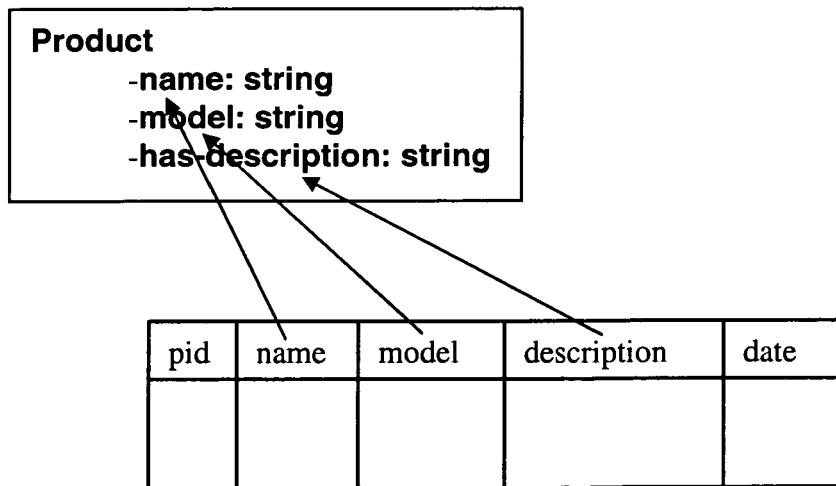 Product
-name: string
-model: string
-has-description: string
pid name model description date